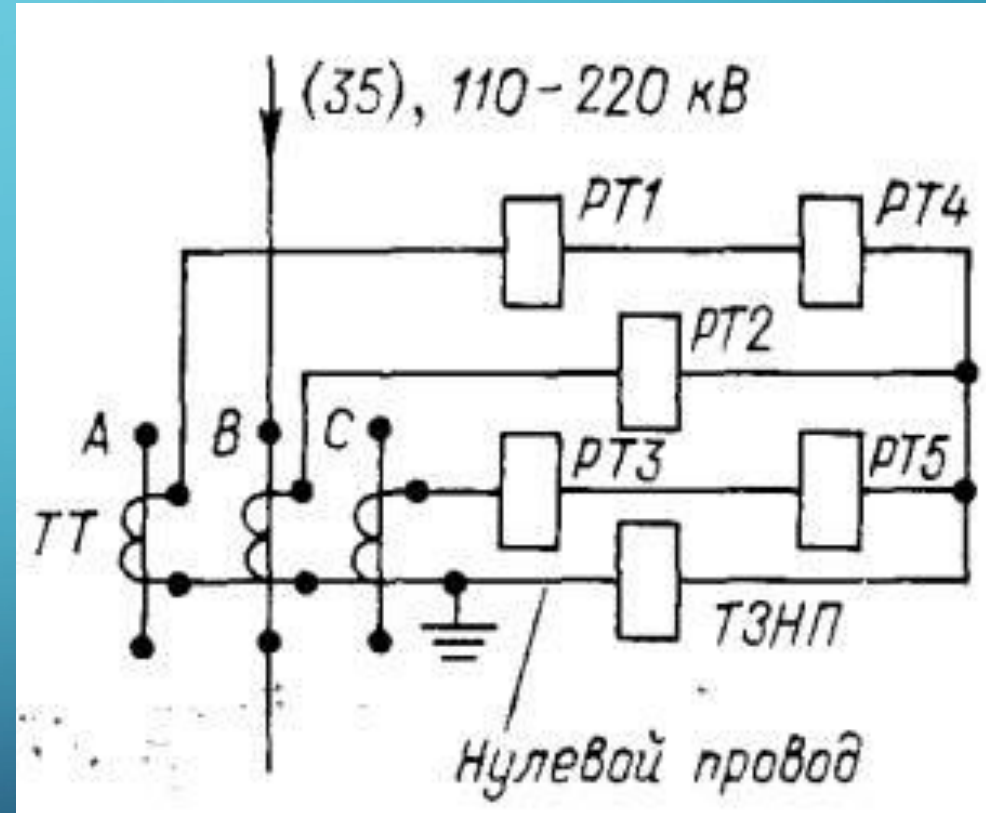 (35), 110-220 кВ
РТ1
РТ4
РТ2
А
В
С
РТ3
РТ5
ТТ
ТЗНП
Нулевой провод